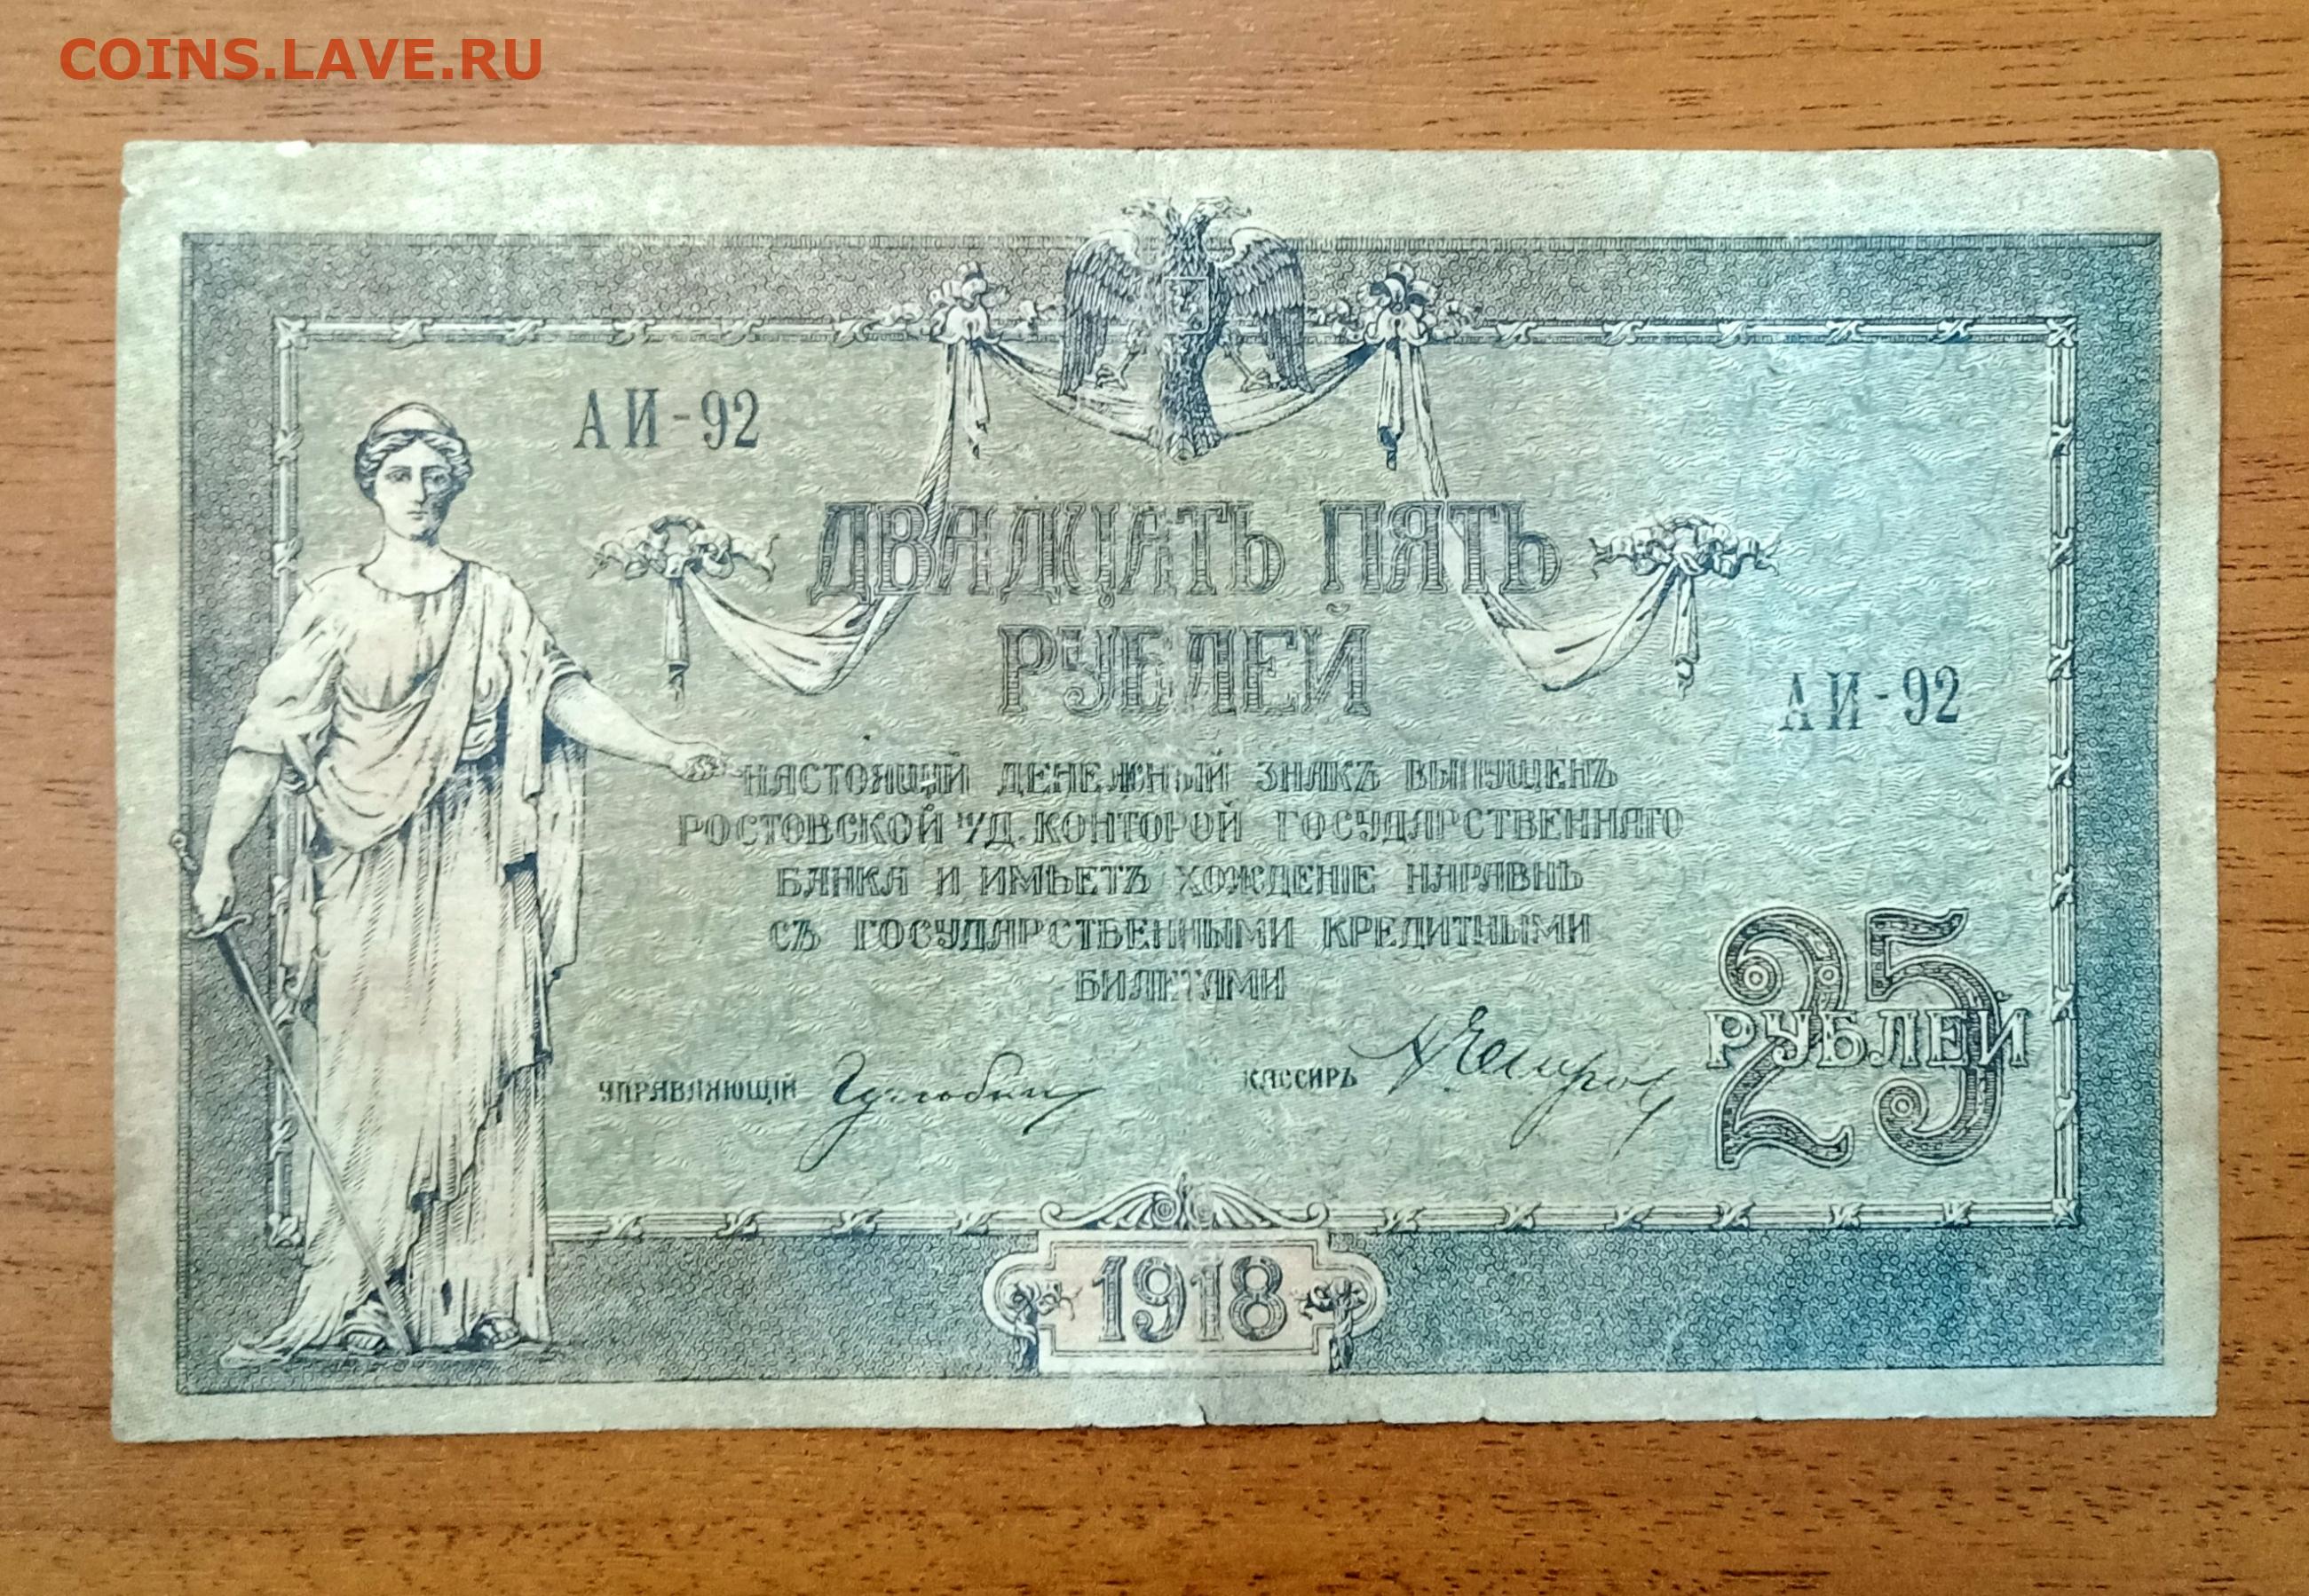 COINS.LAVE.RU
АИ-92
ДВАДЦАТЬ ПЯТЬ
РУБЛЕЙ
АИ-92
НАСТОЯЩІЙ ДЕНЕЖНЫЙ ЗНАКЪ ВЫПУЩЕНЪ
РОСТОВСКОЙ н/Д. КОНТОРОЙ ГОСУДАРСТВЕННАГО
БАНКА И ИМѢЕТЪ ХОЖДЕНІЕ НАРАВНѢ
СЪ ГОСУДАРСТВЕННЫМИ КРЕДИТНЫМИ
БИЛЕТАМИ
25
РУБЛЕЙ
УПРАВЛЯЮЩІЙ
КАССИРЪ
1918